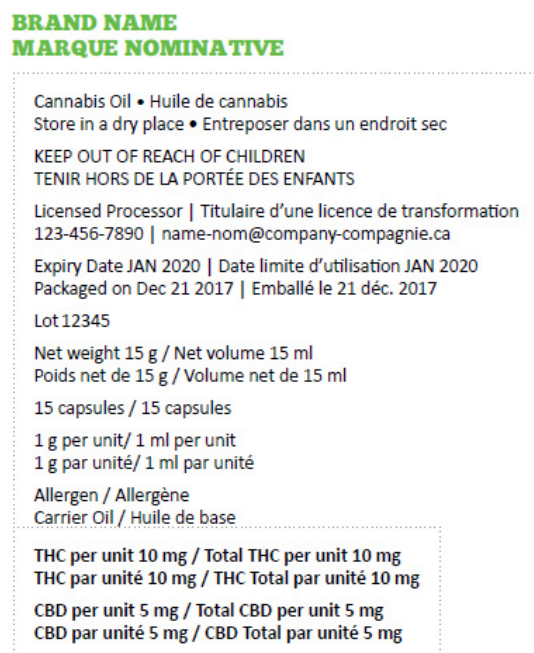 BRAND NAME
MARQUE NOMINATIVE
Cannabis Oil • Huile de cannabis
Store in a dry place • Entreposer dans un endroit sec
KEEP OUT OF REACH OF CHILDREN
TENIR HORS DE LA PORTÉE DES ENFANTS
Licensed Processor | Titulaire d'une licence de transformation
123-456-7890 | name-nom@company-compagnie.ca
Expiry Date JAN 2020 | Date limite d'utilisation JAN 2020
Packaged on Dec 21 2017 | Emballé le 21 déc. 2017
Lot 12345
Net weight 15 g / Net volume 15 ml
Poids net de 15 g / Volume net de 15 ml
15 capsules / 15 capsules
1 g per unit/ 1 ml per unit
1 g par unité/ 1 ml par unité
Allergen / Allergène
Carrier Oil / Huile de base
THC per unit 10 mg / Total THC per unit 10 mg
THC par unité 10 mg / THC Total par unité 10 mg
CBD per unit 5 mg / Total CBD per unit 5 mg
CBD par unité 5 mg / CBD Total par unité 5 mg